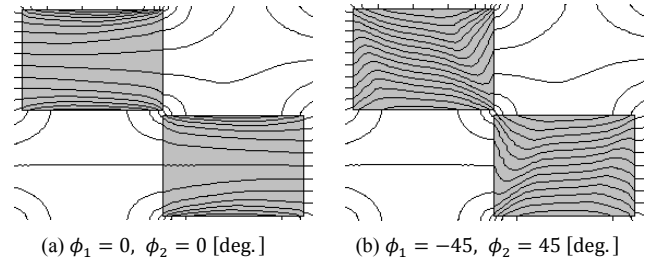 (a) 𝜙₁ = 0, 𝜙₂ = 0 [deg.]
(b) 𝜙₁ = −45, 𝜙₂ = 45 [deg.]